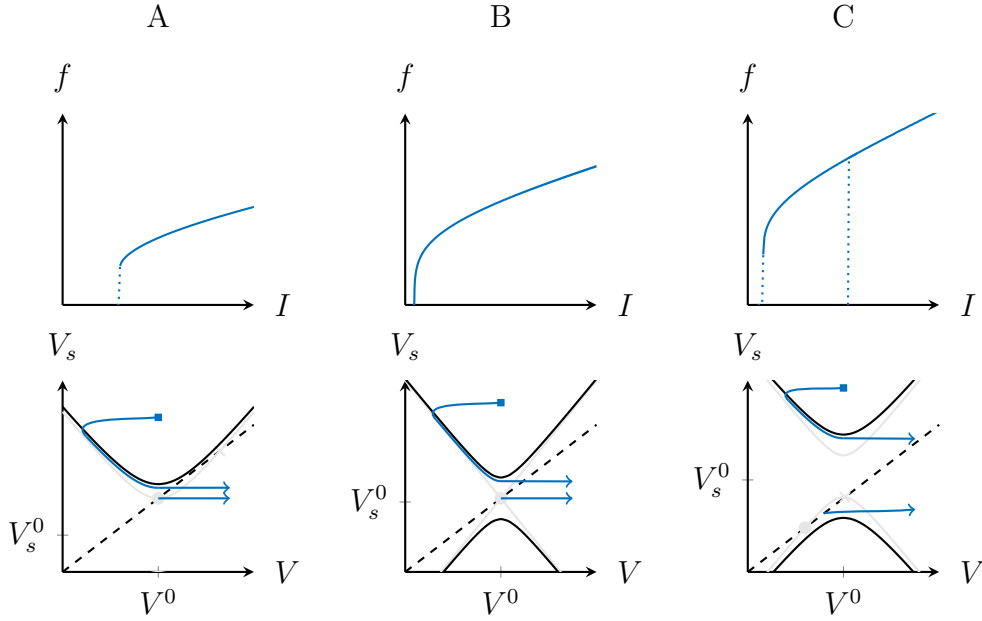 A B C
f f f
I I I
V_s V_s V_s
V_s^0 V_s^0 V_s^0
V V V
V^0 V^0 V^0